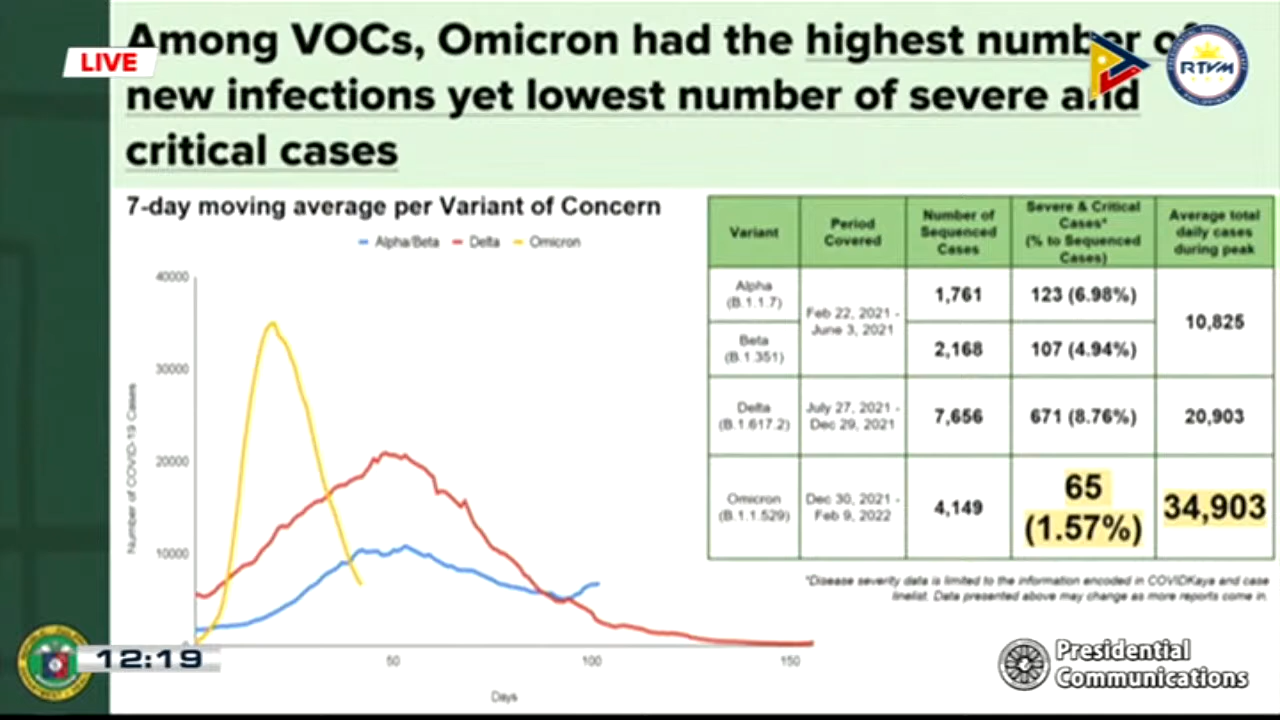 LIVE
Among VOCs, Omicron had the highest number of
new infections yet lowest number of severe and
critical cases
RTVM
7-day moving average per Variant of Concern
Alpha/Beta Delta Omicron
40000
30000
20000
10000
Number of COVID-19 Cases
50 100 150
Days
Variant
Period
Covered
Number of
Sequenced
Cases
Severe & Critical
Cases*
(% to Sequenced
Cases)
Average total
daily cases
during peak
Alpha
(B.1.1.7)
Feb 22, 2021 -
June 3, 2021
1,761
123 (6.98%)
10,825
Beta
(B.1.351)
2,168
107 (4.94%)
Delta
(B.1.617.2)
July 27, 2021 -
Dec 29, 2021
7,656
671 (8.76%)
20,903
Omicron
(B.1.1.529)
Dec 30, 2021 -
Feb 9, 2022
4,149
65
(1.57%)
34,903
*Disease severity data is limited to the information encoded in COVIDKaya and case
linelist. Data presented above may change as more reports come in.
12:19
Presidential
Communications